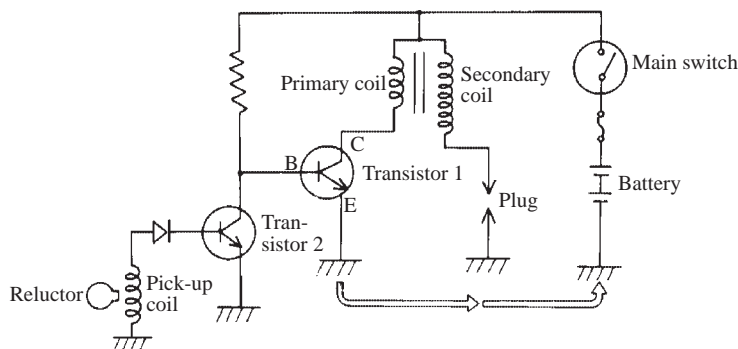 Primary coil
Secondary
coil
Main switch
B
C
Transistor 1
E
Plug
Battery
Tran-
sistor 2
Reluctor
Pick-up
coil